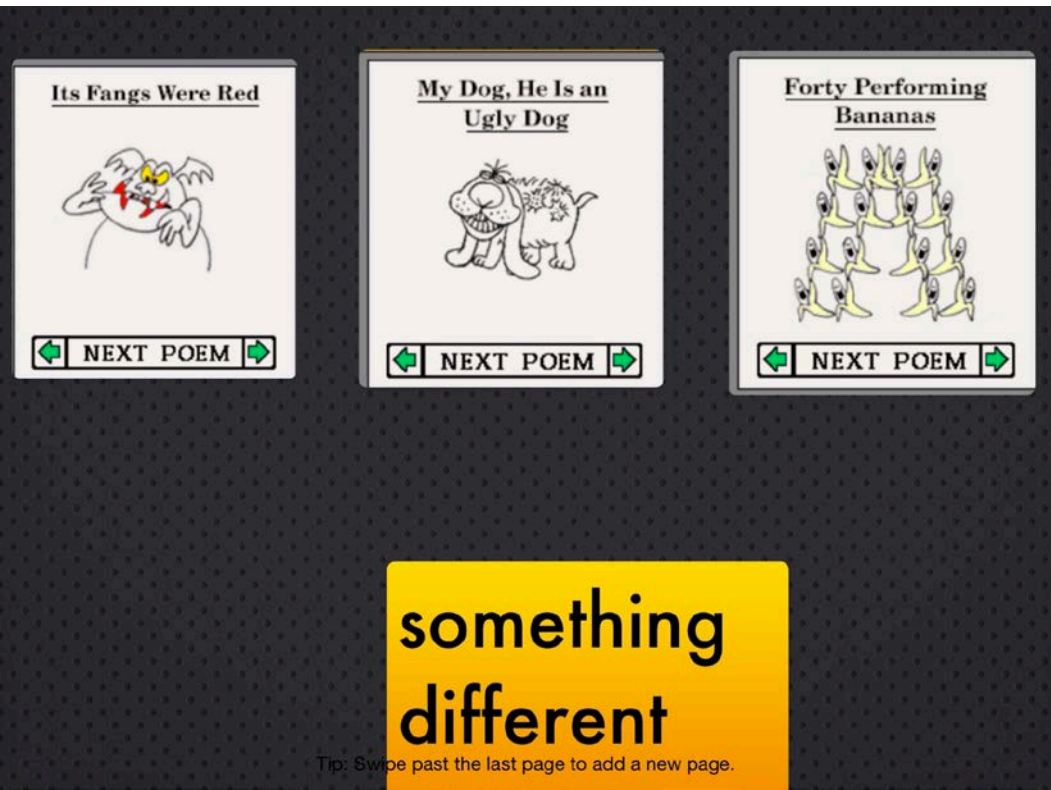 Its Fangs Were Red
NEXT POEM
My Dog, He Is an
Ugly Dog
NEXT POEM
Forty Performing
Bananas
NEXT POEM
something
different
Tip: Swipe past the last page to add a new page.